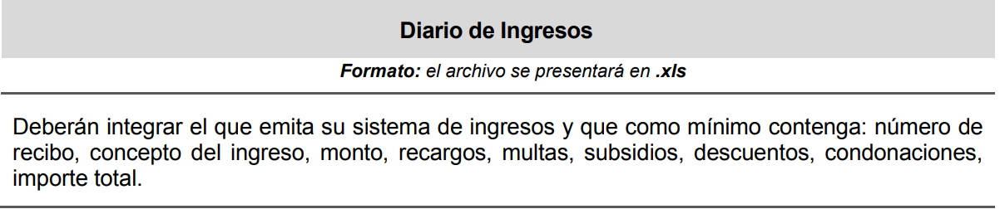 Diario de Ingresos
Formato: el archivo se presentará en .xls
Deberán integrar el que emita su sistema de ingresos y que como mínimo contenga: número de
recibo, concepto del ingreso, monto, recargos, multas, subsidios, descuentos, condonaciones,
importe total.